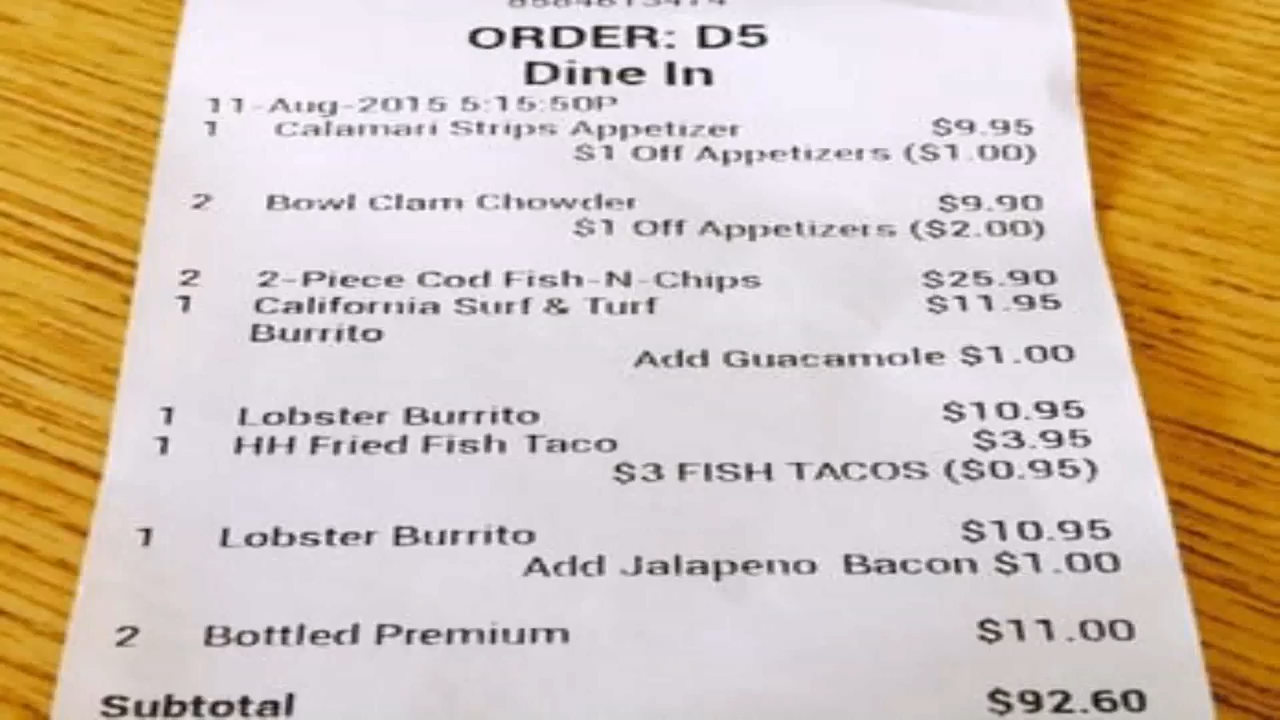 ORDER: D5
Dine In
11-Aug-2015 5:15:50P
1 Calamari Strips Appetizer $9.95
$1 Off Appetizers ($1.00)
2 Bowl Clam Chowder $9.90
$1 Off Appetizers ($2.00)
2 2-Piece Cod Fish-N-Chips $25.90
1 California Surf & Turf $11.95
Burrito
Add Guacamole $1.00
1 Lobster Burrito $10.95
1 HH Fried Fish Taco $3.95
$3 FISH TACOS ($0.95)
1 Lobster Burrito $10.95
Add Jalapeno Bacon $1.00
2 Bottled Premium $11.00
Subtotal $92.60